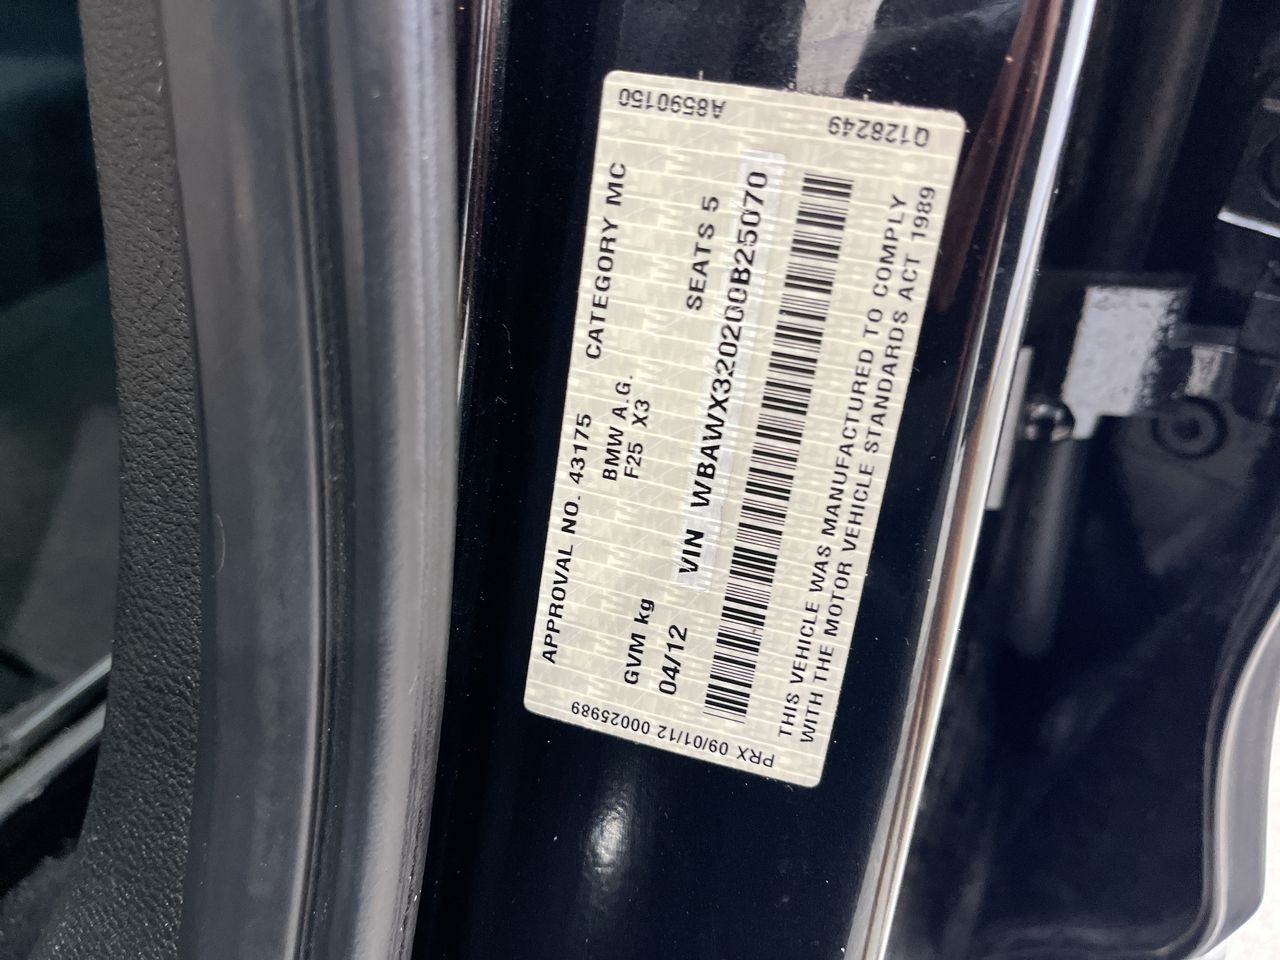 APPROVAL NO. 43175 CATEGORY MC
BMW A.G.
F25 X3
GVM kg
04/12
SEATS 5
VIN WBAWX320200B25070
THIS VEHICLE WAS MANUFACTURED TO COMPLY
WITH THE MOTOR VEHICLE STANDARDS ACT 1989
PRX 09/01/12 00025989
A8590150
Q128249